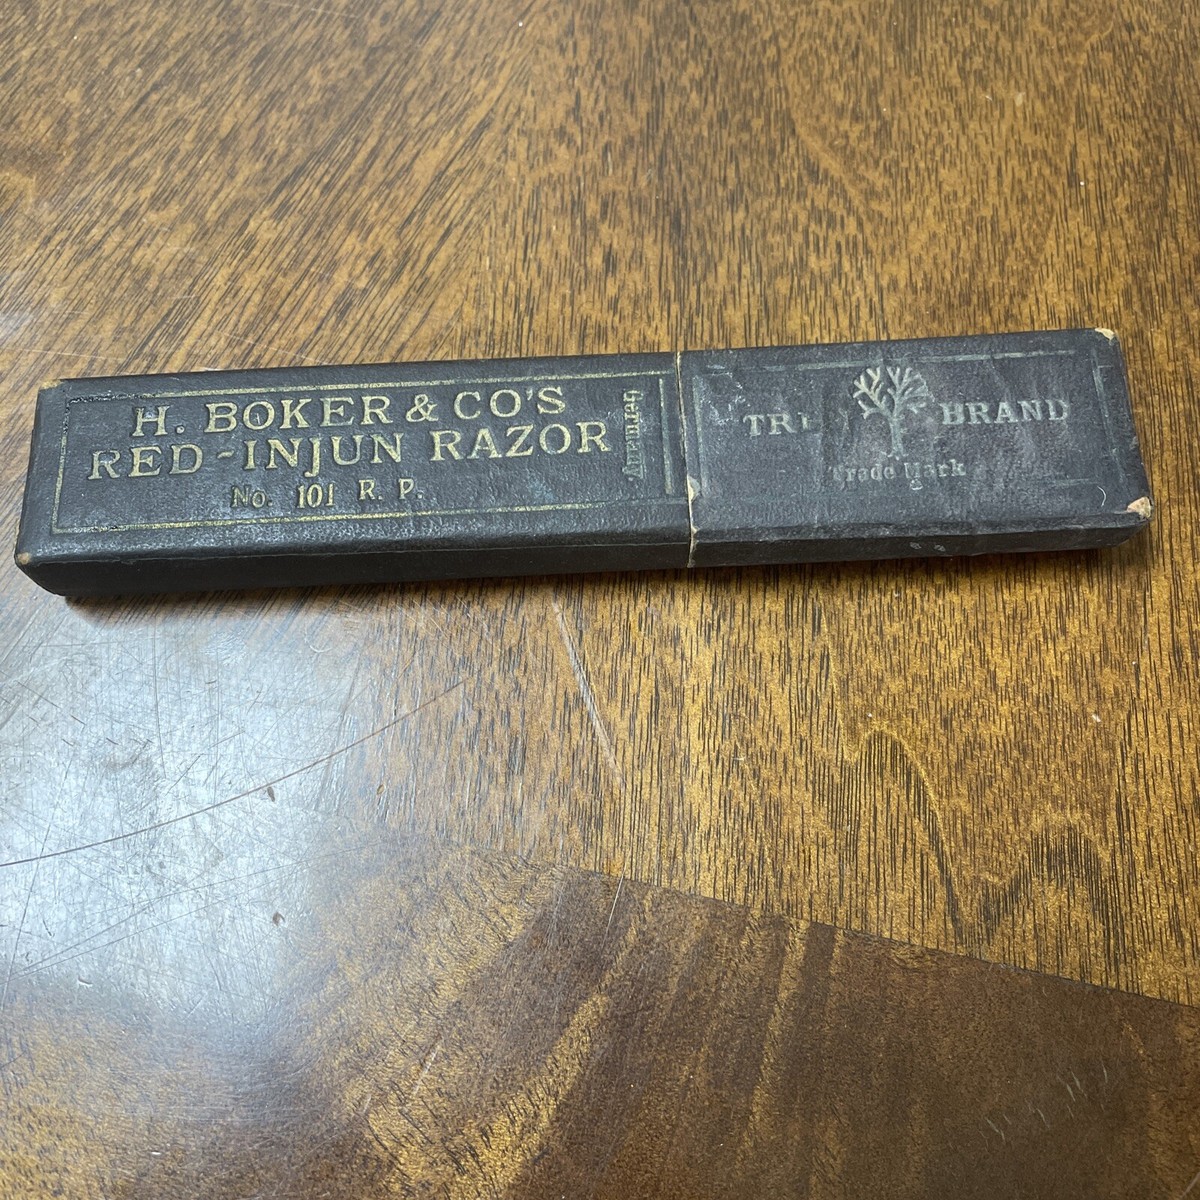 H. BOKER & CO'S
RED-INJUN RAZOR
No. 101 R. P.
Germany
BRAND
Trade Mark